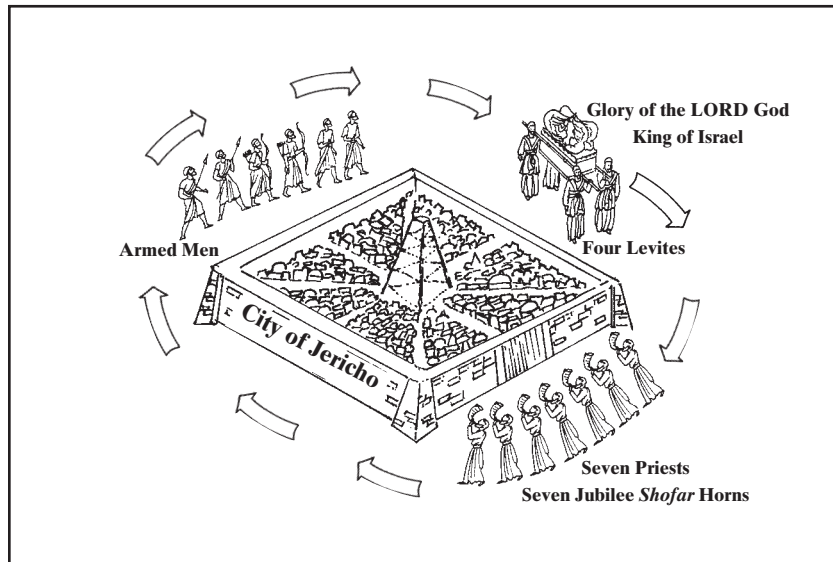 Glory of the LORD God
King of Israel
Armed Men
Four Levites
City of Jericho
Seven Priests
Seven Jubilee Shofar Horns